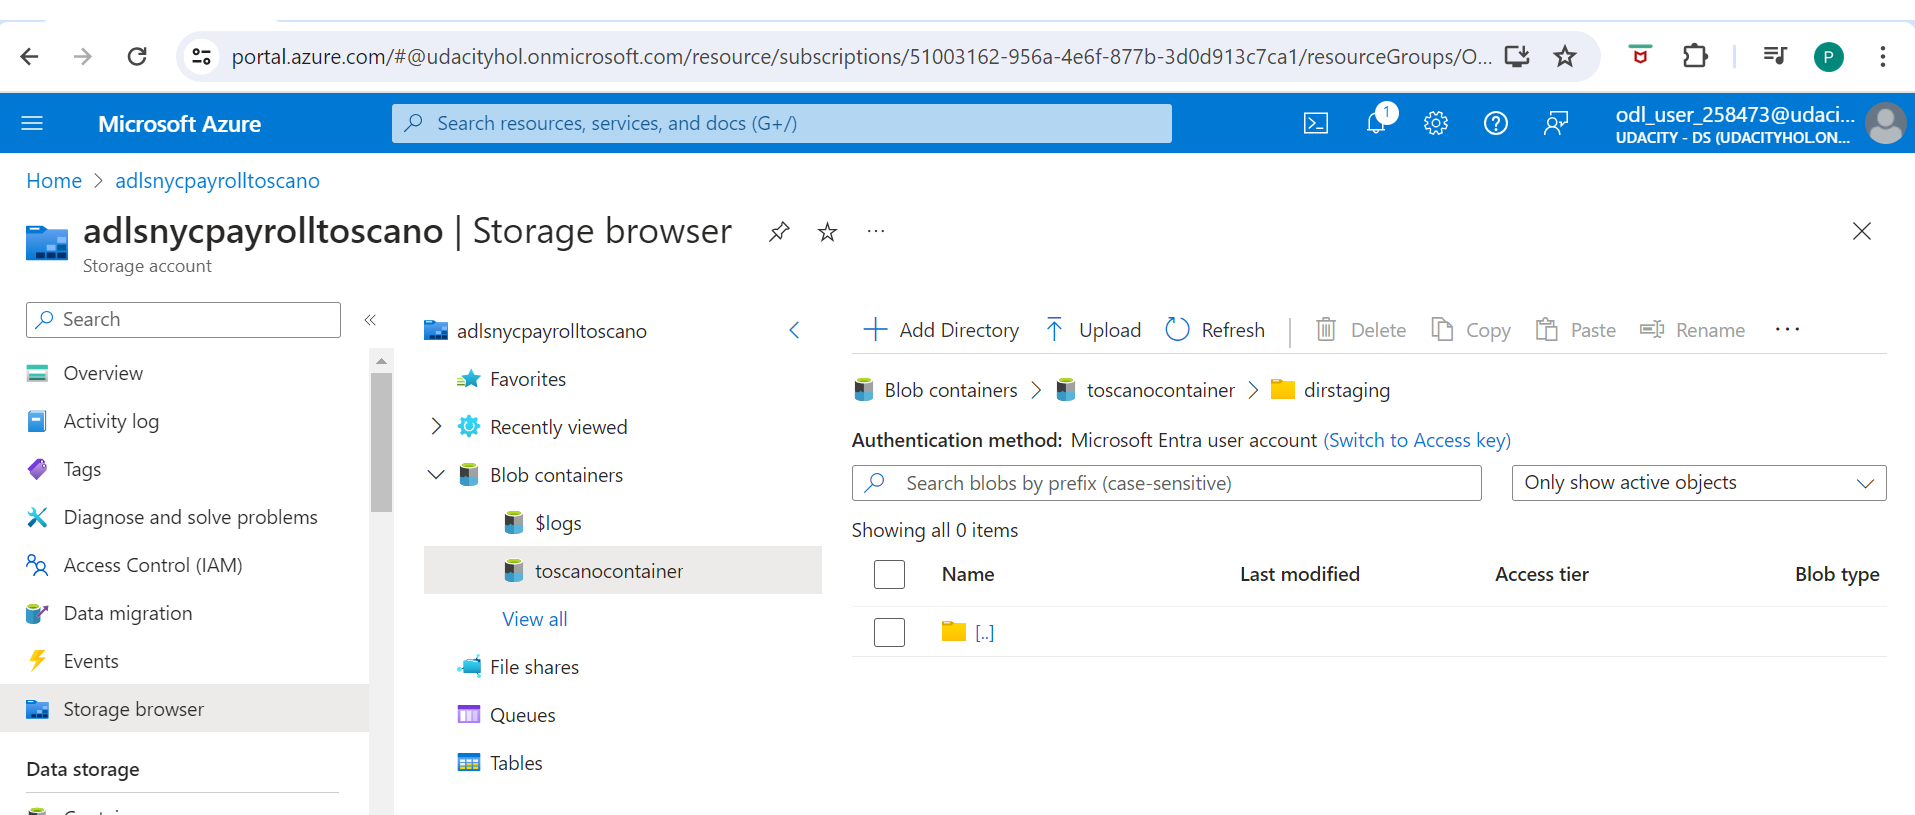 portal.azure.com/#@udacityhol.onmicrosoft.com/resource/subscriptions/51003162-956a-4e6f-877b-3d0d913c7ca1/resourceGroups/O...
P
Microsoft Azure
Search resources, services, and docs (G+/)
1
odl_user_258473@udaci...
UDACITY - DS (UDACITYHOL.ON...
Home > adlsnycpayrolltoscano
adlsnycpayrolltoscano | Storage browser
Storage account
Search
Overview
Activity log
Tags
Diagnose and solve problems
Access Control (IAM)
Data migration
Events
Storage browser
Data storage
adlsnycpayrolltoscano
Favorites
Recently viewed
Blob containers
$logs
toscanocontainer
View all
File shares
Queues
Tables
Add Directory Upload Refresh Delete Copy Paste Rename ...
Blob containers > toscanocontainer > dirstaging
Authentication method: Microsoft Entra user account (Switch to Access key)
Search blobs by prefix (case-sensitive)
Only show active objects
Showing all 0 items
Name Last modified Access tier Blob type
[..]